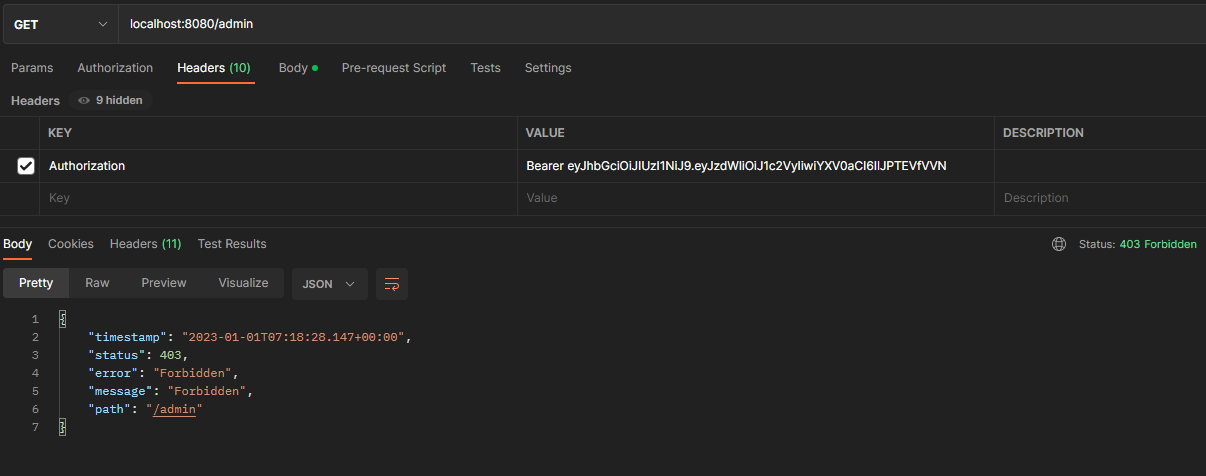 GET localhost:8080/admin
Params Authorization Headers (10) Body Pre-request Script Tests Settings
Headers 9 hidden
KEY VALUE DESCRIPTION
Authorization Bearer eyJhbGciOiJIUzI1NiJ9.eyJzdWIiOiJ1c2VyIiwiYXV0aCI6IlJPTEVfVVN
Key Value Description
Body Cookies Headers (11) Test Results Status: 403 Forbidden
Pretty Raw Preview Visualize JSON
1 {
2 "timestamp": "2023-01-01T07:18:28.147+00:00",
3 "status": 403,
4 "error": "Forbidden",
5 "message": "Forbidden",
6 "path": "/admin"
7 }